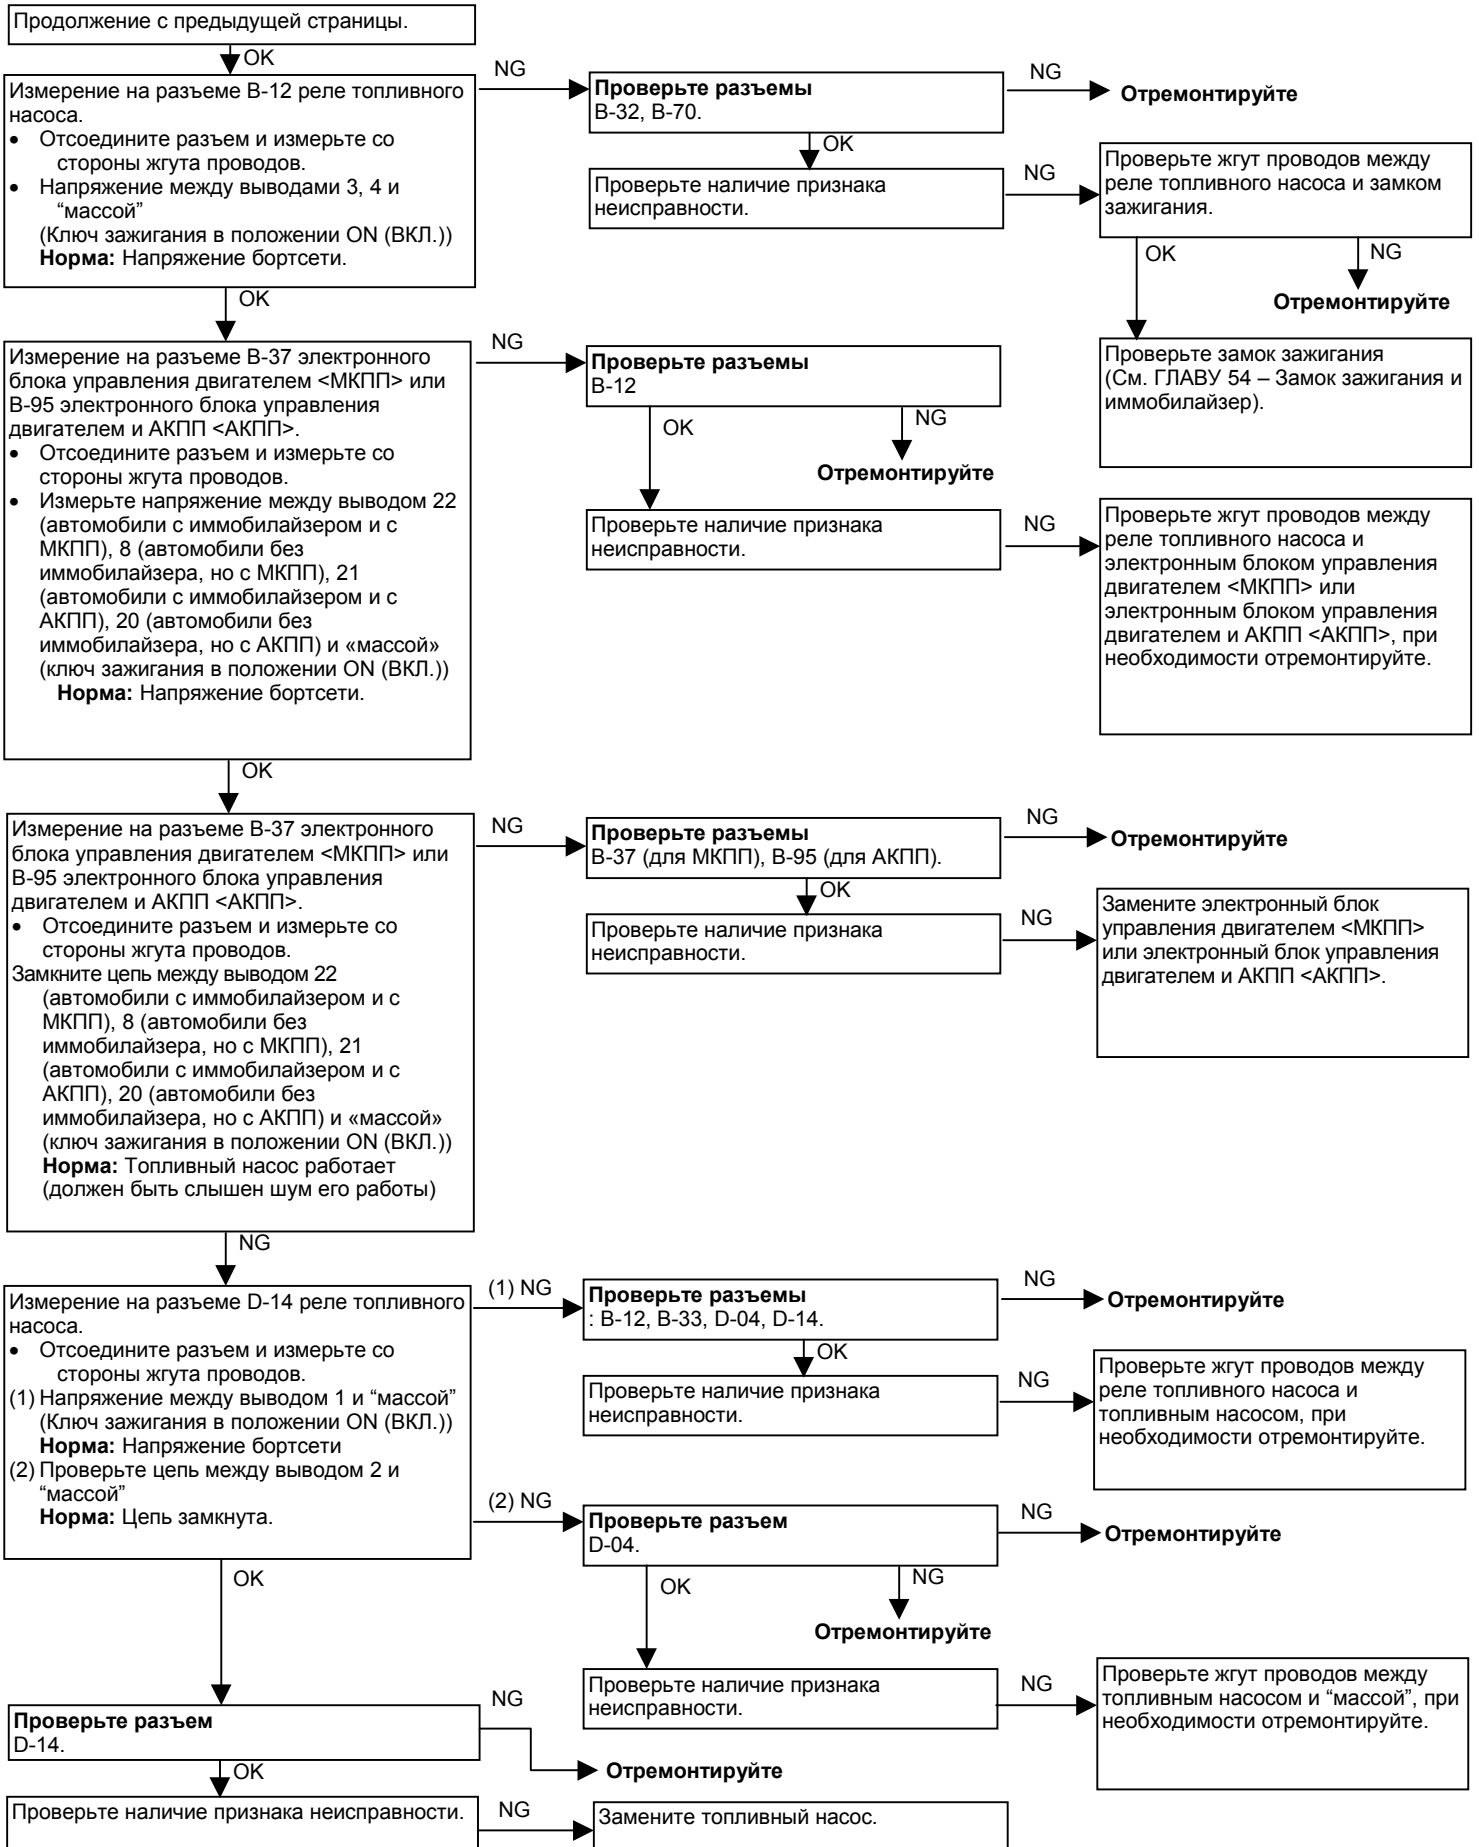 Продолжение с предыдущей страницы.
OK
Измерение на разъеме B-12 реле топливного
насоса.
• Отсоедините разъем и измерьте со
стороны жгута проводов.
• Напряжение между выводами 3, 4 и
“массой”
(Ключ зажигания в положении ON (ВКЛ.))
Норма: Напряжение бортсети.
NG
Проверьте разъемы
B-32, B-70.
NG
Отремонтируйте
OK
Проверьте наличие признака
неисправности.
NG
Проверьте жгут проводов между
реле топливного насоса и замком
зажигания.
OK
NG
Отремонтируйте
Проверьте замок зажигания
(См. ГЛАВУ 54 – Замок зажигания и
иммобилайзер).
OK
Измерение на разъеме B-37 электронного
блока управления двигателем <МКПП> или
B-95 электронного блока управления
двигателем и АКПП <АКПП>.
• Отсоедините разъем и измерьте со
стороны жгута проводов.
• Измерьте напряжение между выводом 22
(автомобили с иммобилайзером и с
МКПП), 8 (автомобили без
иммобилайзера, но с МКПП), 21
(автомобили с иммобилайзером и с
АКПП), 20 (автомобили без
иммобилайзера, но с АКПП) и «массой»
(ключ зажигания в положении ON (ВКЛ.))
Норма: Напряжение бортсети.
NG
Проверьте разъемы
B-12
OK
NG
Отремонтируйте
Проверьте наличие признака
неисправности.
NG
Проверьте жгут проводов между
реле топливного насоса и
электронным блоком управления
двигателем <МКПП> или
электронным блоком управления
двигателем и АКПП <АКПП>, при
необходимости отремонтируйте.
OK
Измерение на разъеме B-37 электронного
блока управления двигателем <МКПП> или
B-95 электронного блока управления
двигателем и АКПП <АКПП>.
• Отсоедините разъем и измерьте со
стороны жгута проводов.
Замкните цепь между выводом 22
(автомобили с иммобилайзером и с
МКПП), 8 (автомобили без
иммобилайзера, но с МКПП), 21
(автомобили с иммобилайзером и с
АКПП), 20 (автомобили без
иммобилайзера, но с АКПП) и «массой»
(ключ зажигания в положении ON (ВКЛ.))
Норма: Топливный насос работает
(должен быть слышен шум его работы)
NG
Проверьте разъемы
B-37 (для МКПП), B-95 (для АКПП).
NG
Отремонтируйте
OK
Проверьте наличие признака
неисправности.
NG
Замените электронный блок
управления двигателем <МКПП>
или электронный блок управления
двигателем и АКПП <АКПП>.
NG
Измерение на разъеме D-14 реле топливного
насоса.
• Отсоедините разъем и измерьте со
стороны жгута проводов.
(1) Напряжение между выводом 1 и “массой”
(Ключ зажигания в положении ON (ВКЛ.))
Норма: Напряжение бортсети
(2) Проверьте цепь между выводом 2 и
“массой”
Норма: Цепь замкнута.
(1) NG
Проверьте разъемы
: B-12, B-33, D-04, D-14.
NG
Отремонтируйте
OK
Проверьте наличие признака
неисправности.
NG
Проверьте жгут проводов между
реле топливного насоса и
топливным насосом, при
необходимости отремонтируйте.
(2) NG
Проверьте разъем
D-04.
NG
Отремонтируйте
OK
NG
Отремонтируйте
Проверьте наличие признака
неисправности.
NG
Проверьте жгут проводов между
топливным насосом и “массой”, при
необходимости отремонтируйте.
OK
Проверьте разъем
D-14.
NG
Отремонтируйте
OK
Проверьте наличие признака неисправности.
NG
Замените топливный насос.